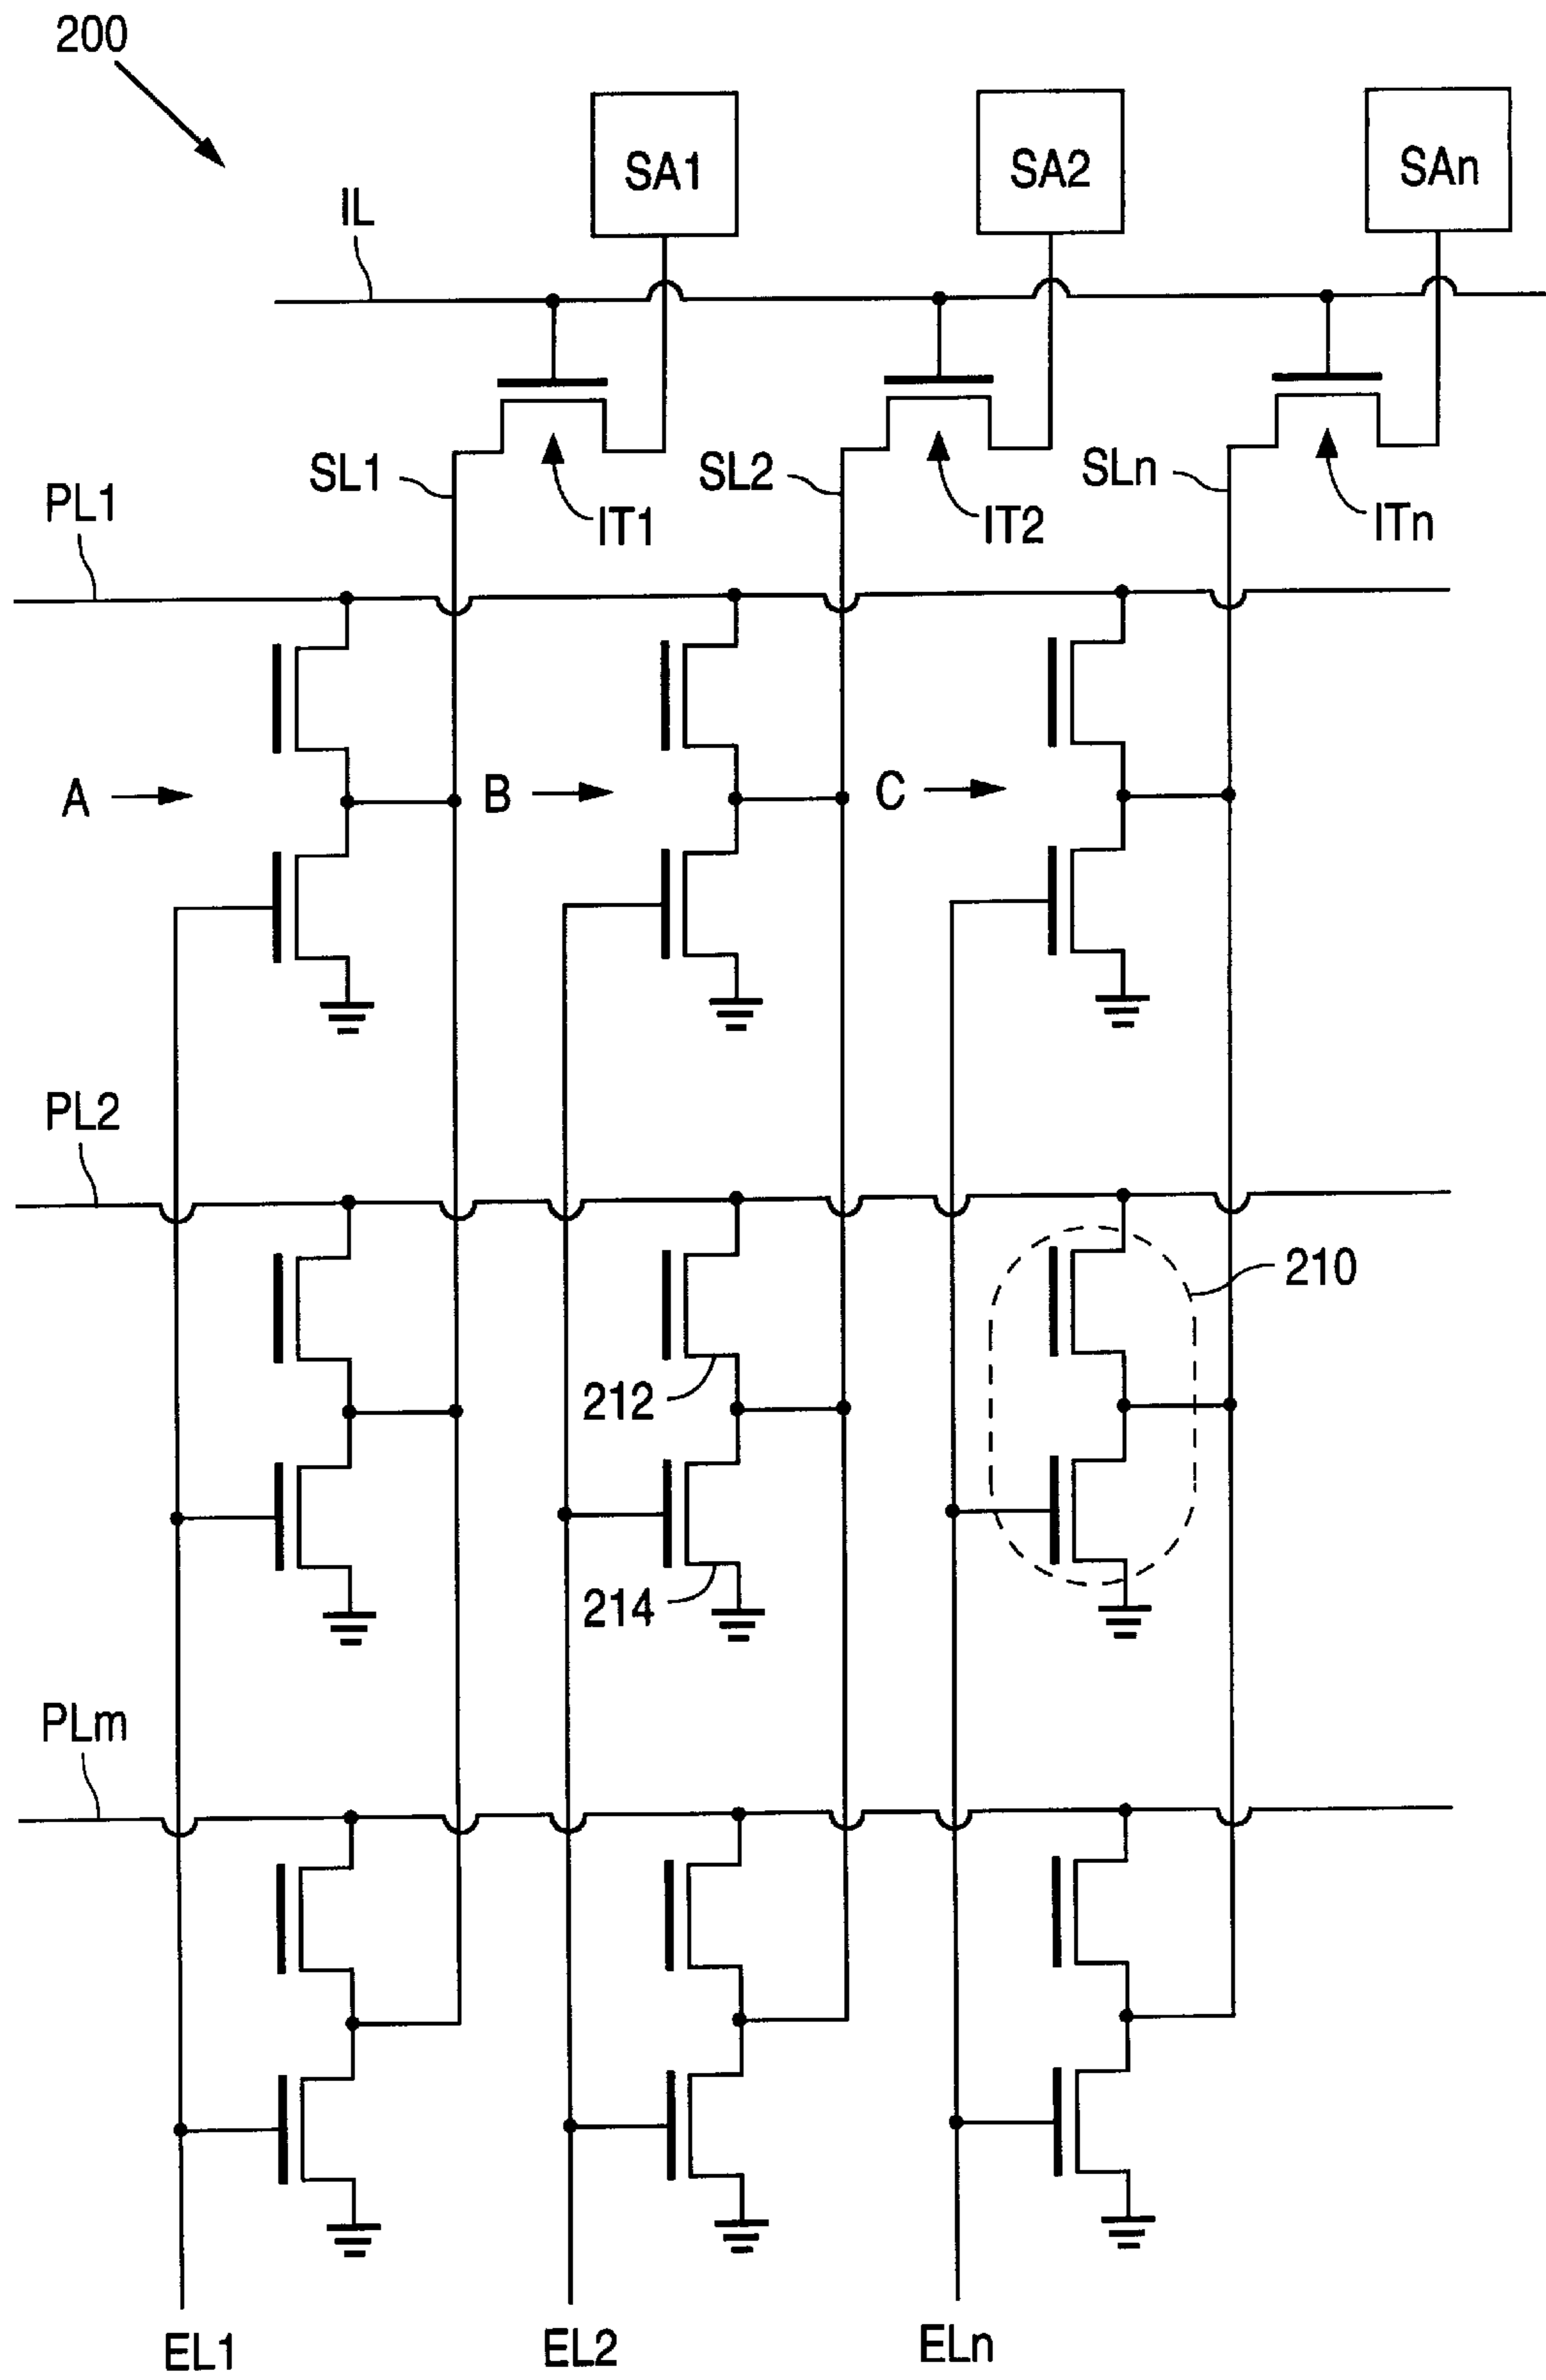 200
SA1
SA2
SAn
IL
SL1
SL2
SLn
PL1
IT1
IT2
ITn
A
B
C
PL2
210
212
214
PLm
EL1
EL2
ELn